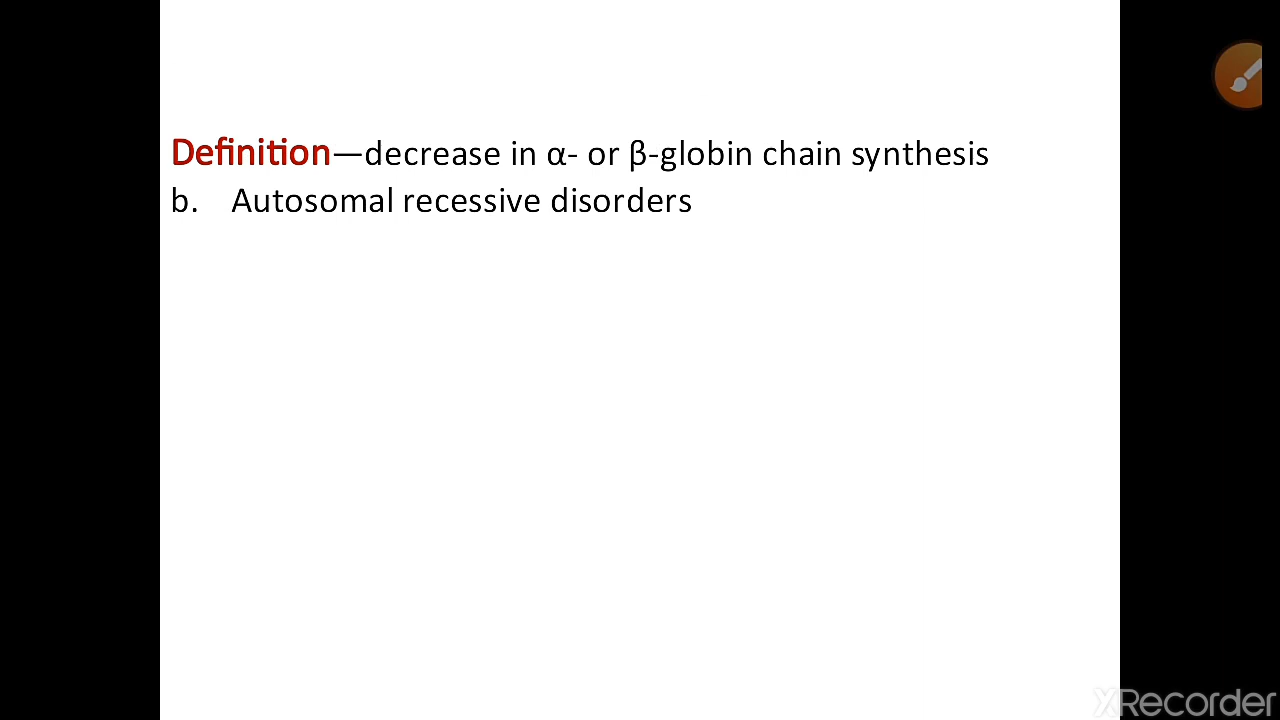 Definition—decrease in α- or β-globin chain synthesis
b. Autosomal recessive disorders
XRecorder